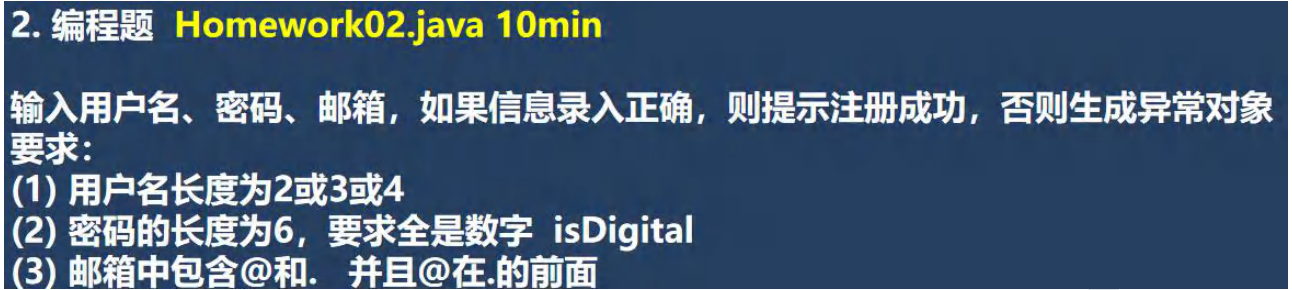 2. 编程题 Homework02.java 10min
输入用户名、密码、邮箱，如果信息录入正确，则提示注册成功，否则生成异常对象
要求：
(1) 用户名长度为2或3或4
(2) 密码的长度为6，要求全是数字 isDigital
(3) 邮箱中包含@和. 并且@在.的前面